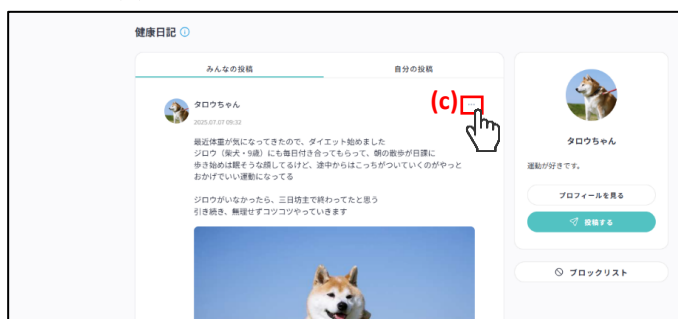 健康日記
みんなの投稿
自分の投稿
タロウちゃん
(c)
2025.07.07 09:32
最近体重が気になってきたので、ダイエット始めました
ジロウ（柴犬・9歳）にも毎日付き合ってもらって、朝の散歩が日課に
歩き始めは眠そうな顔してるけど、途中からはこっちがついていくのがやっと
おかげでいい運動になってる
ジロウがいなかったら、三日坊主で終わってたと思う
引き続き、無理せずコツコツやっていきます
タロウちゃん
運動が好きです。
プロフィールを見る
投稿する
ブロックリスト